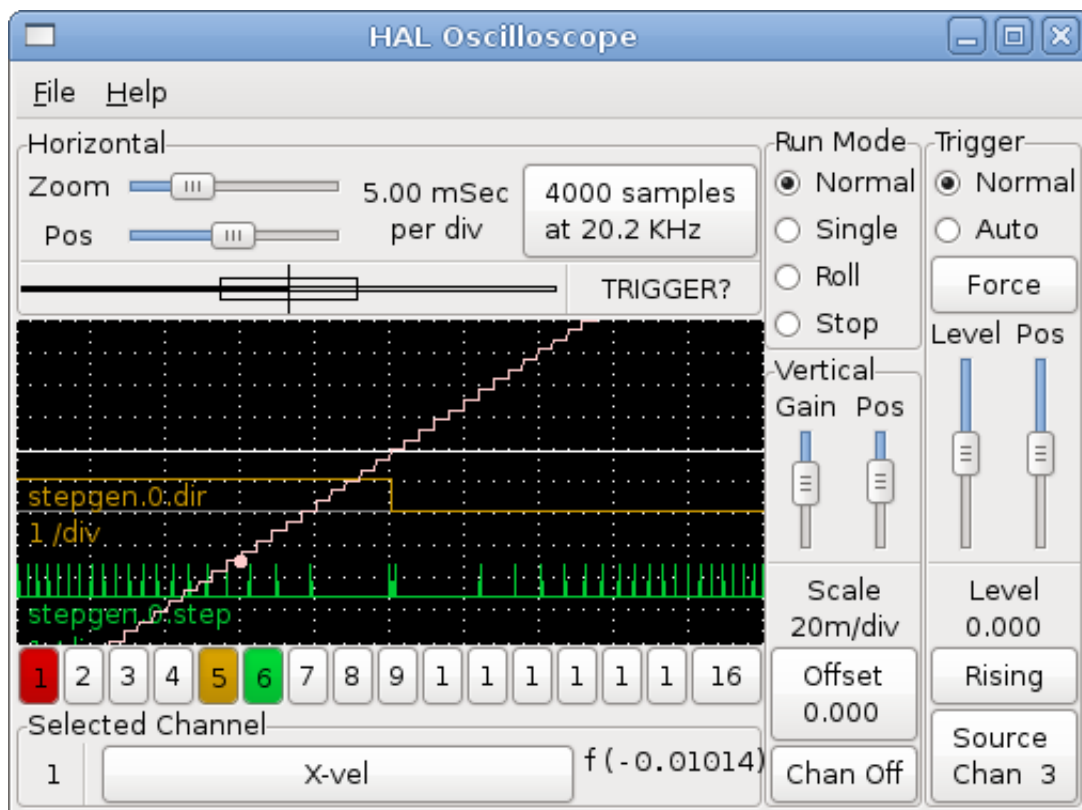 HAL Oscilloscope
File Help
Horizontal
Zoom
Pos
5.00 mSec
per div
4000 samples
at 20.2 KHz
TRIGGER?
Run Mode
Normal
Single
Roll
Stop
Trigger
Normal
Auto
Force
Level Pos
Vertical
Gain Pos
stepgen.0.dir
1 /div
stepgen.0.step
Scale
20m/div
Level
0.000
1 2 3 4 5 6 7 8 9 1 1 1 1 1 1 16
Offset
0.000
Rising
Selected Channel
1 X-vel f(-0.01014)
Chan Off
Source
Chan 3